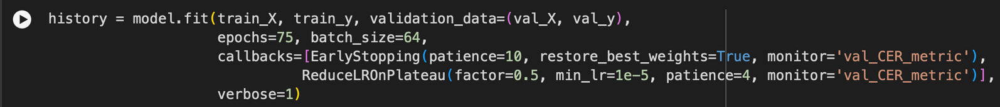 history = model.fit(train_X, train_y, validation_data=(val_X, val_y),
epochs=75, batch_size=64,
callbacks=[EarlyStopping(patience=10, restore_best_weights=True, monitor='val_CER_metric'),
ReduceLROnPlateau(factor=0.5, min_lr=1e-5, patience=4, monitor='val_CER_metric')],
verbose=1)